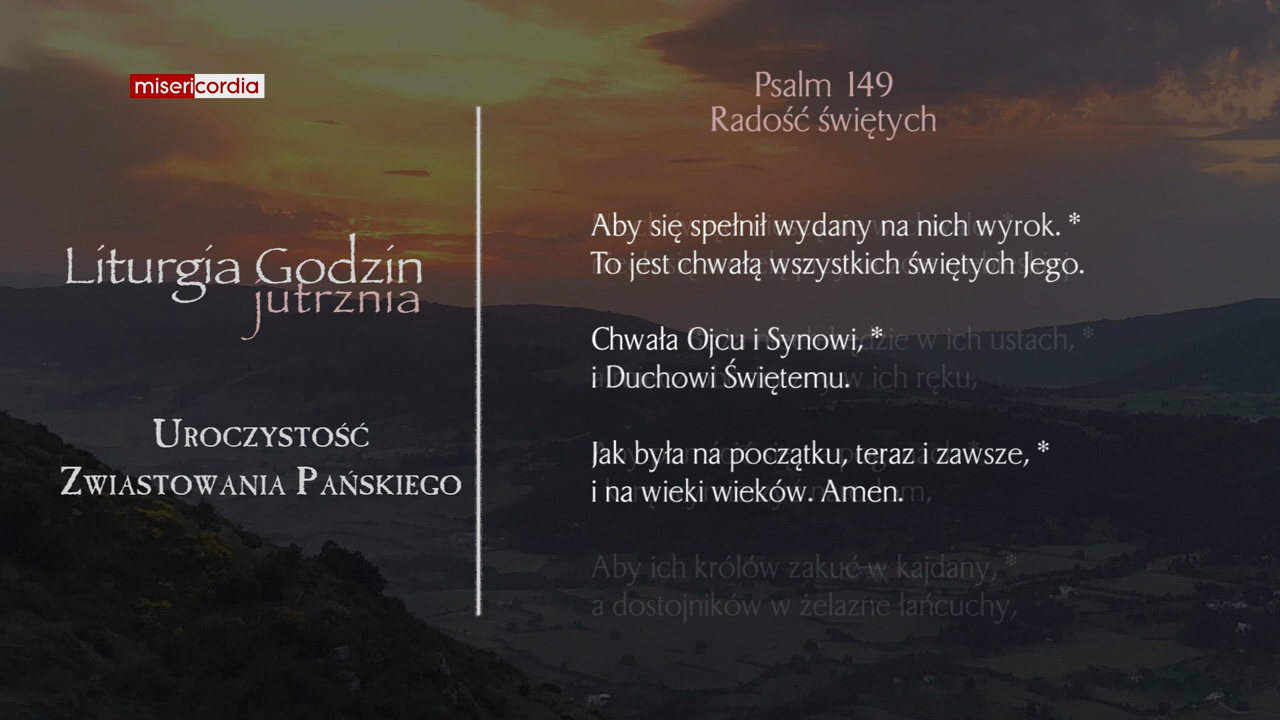 misericordia
Liturgia Godzin
jutrznia
Uroczystość
Zwiastowania Pańskiego
Psalm 149
Radość świętych
Aby się spełnił wydany na nich wyrok. *
To jest chwałą wszystkich świętych Jego.
Chwała Ojcu i Synowi, *
i Duchowi Świętemu.
Jak była na początku, teraz i zawsze, *
i na wieki wieków. Amen.
Aby ich królów zakuć w kajdany, *
a dostojników w żelazne łańcuchy,